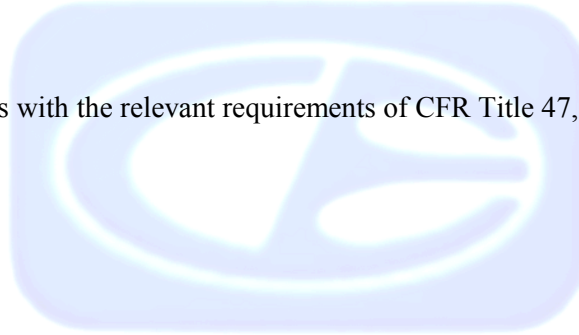 s with the relevant requirements of CFR Title 47,